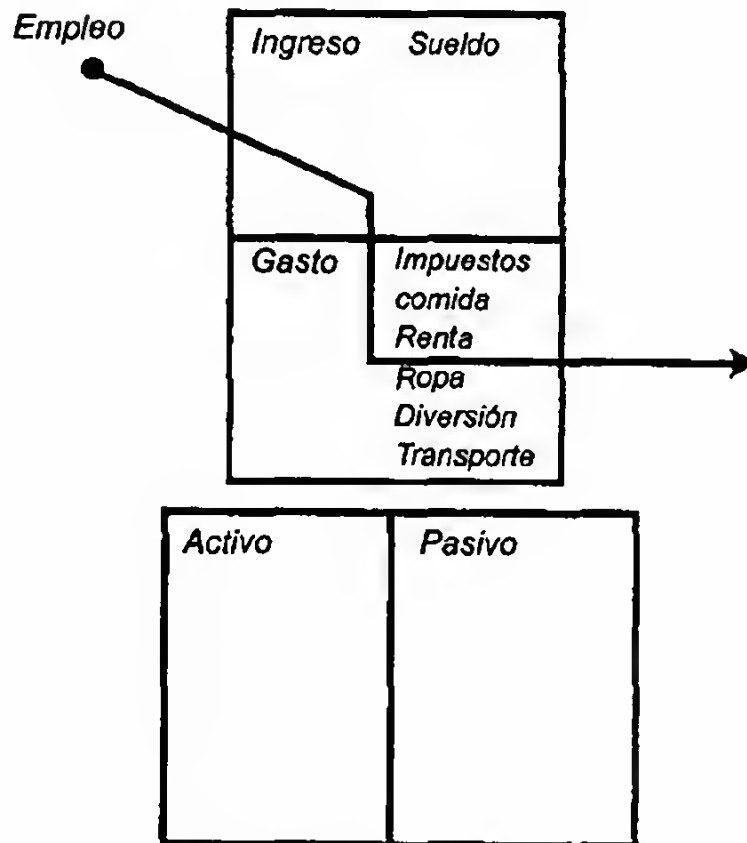 Empleo
Ingreso Sueldo
Gasto Impuestos
comida
Renta
Ropa
Diversión
Transporte
Activo Pasivo